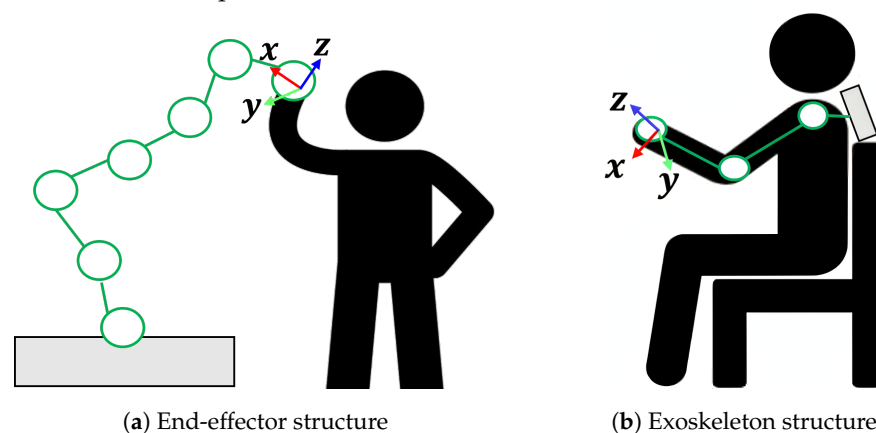 x z
y
z
x y
(a) End-effector structure
(b) Exoskeleton structure